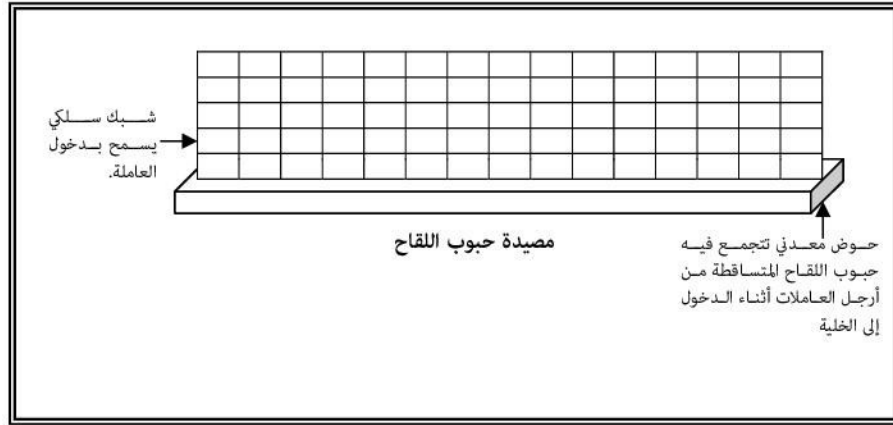 شبك سلكي
يسمح بدخول
العاملة.
مصيدة حبوب اللقاح
حوض معدني تتجمع فيه
حبوب اللقاح المتساقطة من
أرجل العاملات أثناء الدخول
إلى الخلية